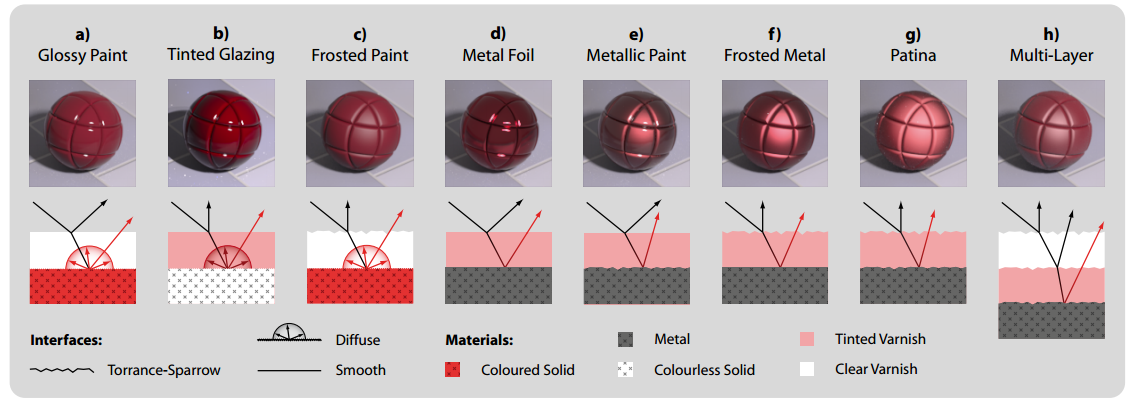 a)
Glossy Paint
b)
Tinted Glazing
c)
Frosted Paint
d)
Metal Foil
e)
Metallic Paint
f)
Frosted Metal
g)
Patina
h)
Multi-Layer
Interfaces:
Diffuse
Torrance-Sparrow
Smooth
Materials:
Metal
Tinted Varnish
Coloured Solid
Colourless Solid
Clear Varnish